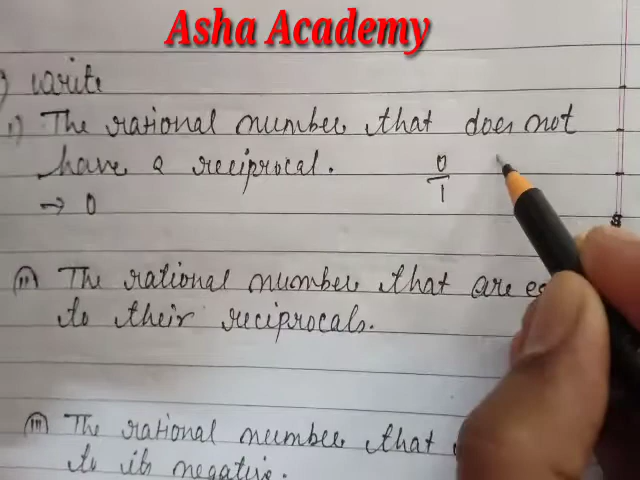 Asha Academy
Write
i) The rational number that does not
have a reciprocal.
0
1
→ 0
(ii) The rational number that are
to their reciprocals.
(iii) The rational number that
to its negative.